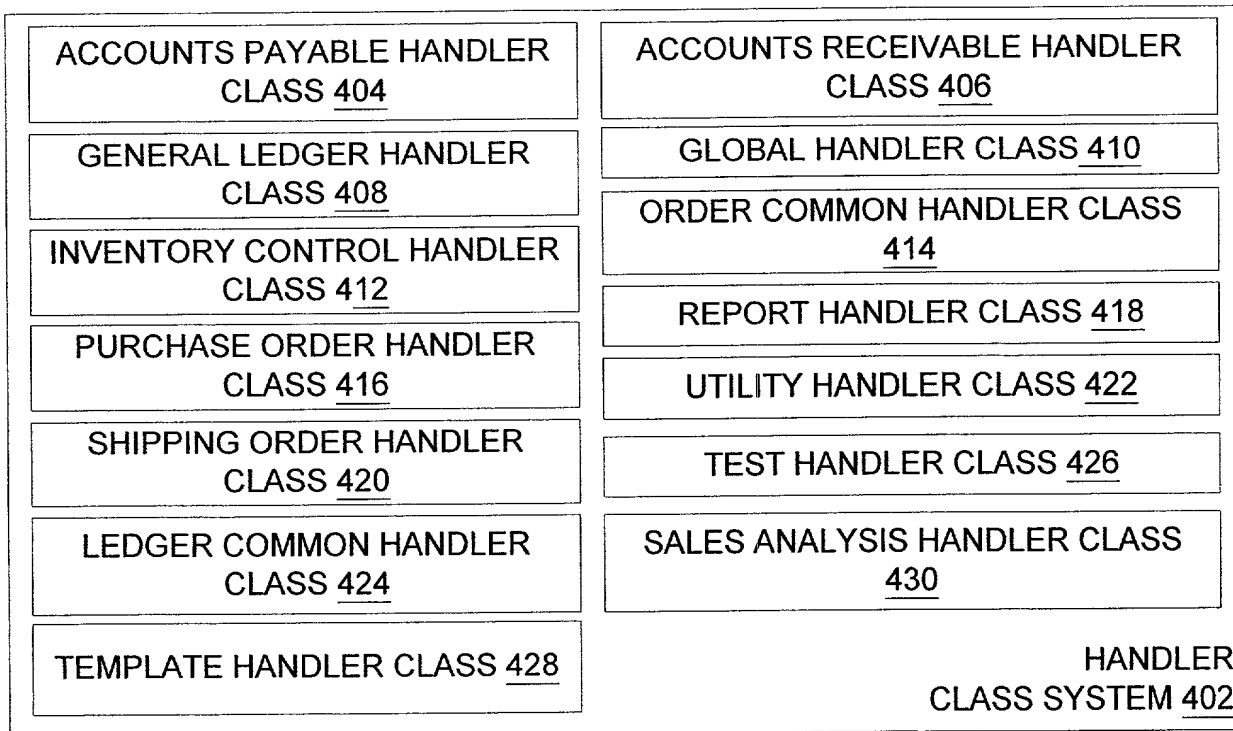 ACCOUNTS PAYABLE HANDLER
CLASS 404
ACCOUNTS RECEIVABLE HANDLER
CLASS 406
GENERAL LEDGER HANDLER
CLASS 408
GLOBAL HANDLER CLASS 410
INVENTORY CONTROL HANDLER
CLASS 412
ORDER COMMON HANDLER CLASS
414
PURCHASE ORDER HANDLER
CLASS 416
REPORT HANDLER CLASS 418
SHIPPING ORDER HANDLER
CLASS 420
UTILITY HANDLER CLASS 422
LEDGER COMMON HANDLER
CLASS 424
TEST HANDLER CLASS 426
TEMPLATE HANDLER CLASS 428
SALES ANALYSIS HANDLER CLASS
430
HANDLER
CLASS SYSTEM 402